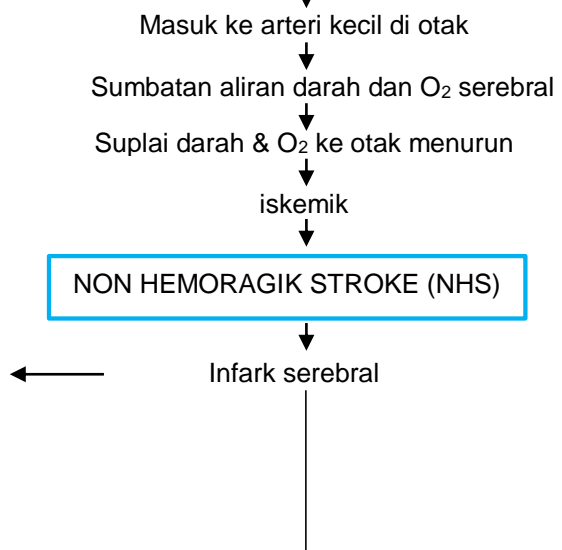 Masuk ke arteri kecil di otak
Sumbatan aliran darah dan O₂ serebral
Suplai darah & O₂ ke otak menurun
iskemik
NON HEMORAGIK STROKE (NHS)
Infark serebral